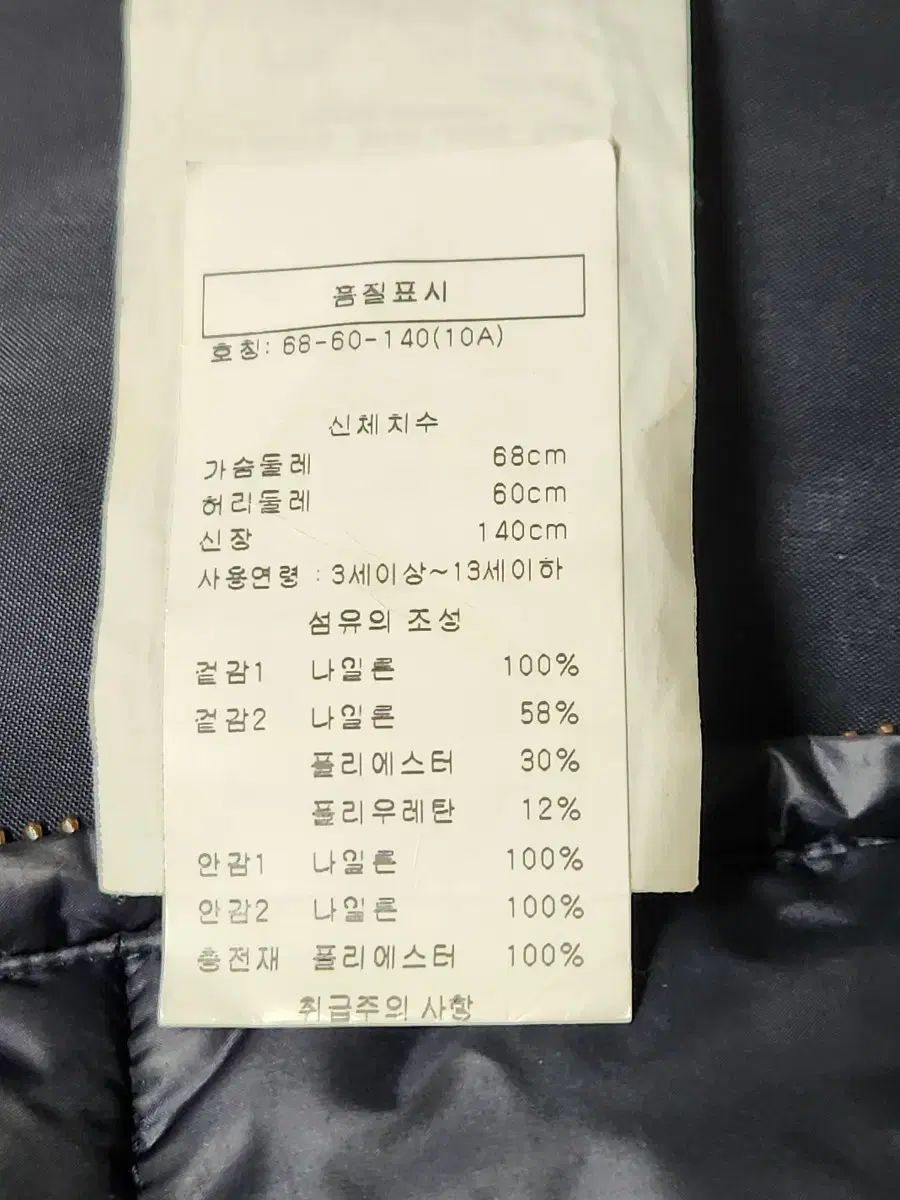 품질표시
호칭: 68-60-140(10A)
신체치수
가슴둘레 68cm
허리둘레 60cm
신장 140cm
사용연령 : 3세이상~13세이하
섬유의 조성
겉감1 나일론 100%
겉감2 나일론 58%
폴리에스터 30%
폴리우레탄 12%
안감1 나일론 100%
안감2 나일론 100%
충전재 폴리에스터 100%
취급주의 사항